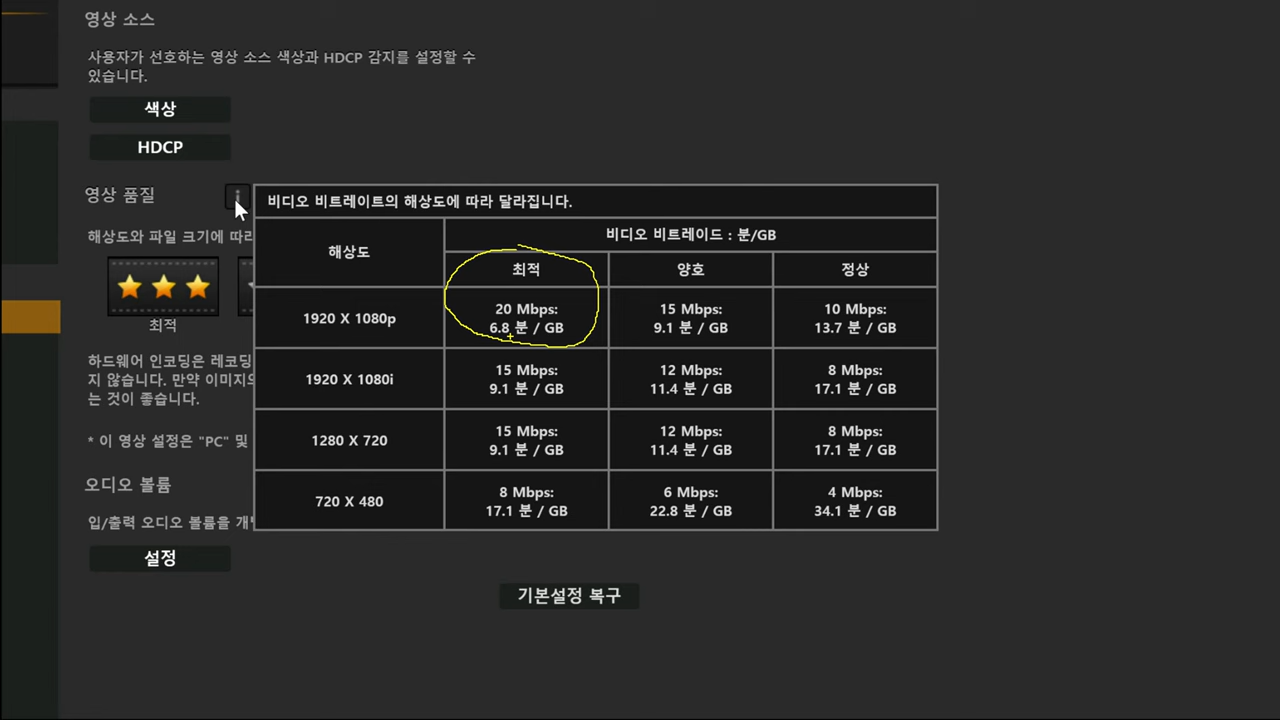 영상 소스
사용자가 선호하는 영상 소스 색상과 HDCP 감지를 설정할 수
있습니다.
색상
HDCP
영상 품질
i
해상도와 파일 크기에 따라
최적
하드웨어 인코딩은 레코딩
지 않습니다. 만약 이미지으
는 것이 좋습니다.
* 이 영상 설정은 "PC" 및
오디오 볼륨
입/출력 오디오 볼륨을 개
설정
비디오 비트레이트의 해상도에 따라 달라집니다.
해상도
비디오 비트레이드 : 분/GB
최적 양호 정상
1920 X 1080p
20 Mbps: 15 Mbps: 10 Mbps:
6.8 분 / GB 9.1 분 / GB 13.7 분 / GB
1920 X 1080i
15 Mbps: 12 Mbps: 8 Mbps:
9.1 분 / GB 11.4 분 / GB 17.1 분 / GB
1280 X 720
15 Mbps: 12 Mbps: 8 Mbps:
9.1 분 / GB 11.4 분 / GB 17.1 분 / GB
720 X 480
8 Mbps: 6 Mbps: 4 Mbps:
17.1 분 / GB 22.8 분 / GB 34.1 분 / GB
기본설정 복구